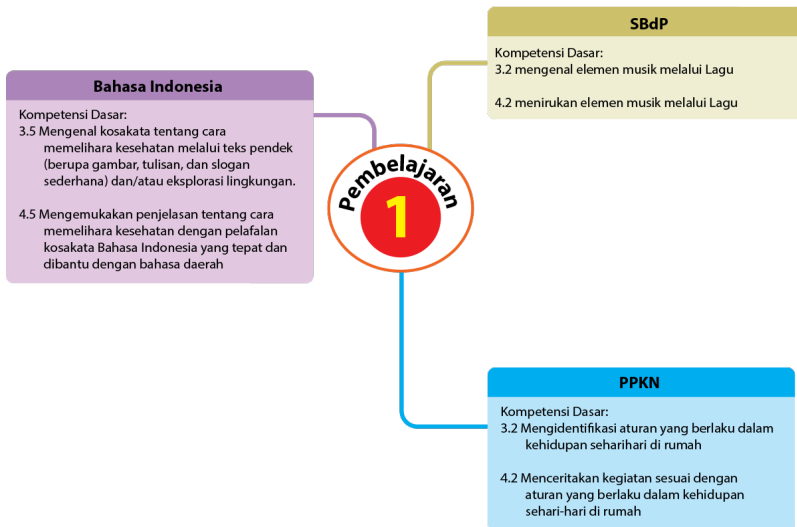 SBdP
Kompetensi Dasar:
3.2 mengenal elemen musik melalui Lagu
4.2 menirukan elemen musik melalui Lagu
Bahasa Indonesia
Kompetensi Dasar:
3.5 Mengenal kosakata tentang cara
memelihara kesehatan melalui teks pendek
(berupa gambar, tulisan, dan slogan
sederhana) dan/atau eksplorasi lingkungan.
4.5 Mengemukakan penjelasan tentang cara
memelihara kesehatan dengan pelafalan
kosakata Bahasa Indonesia yang tepat dan
dibantu dengan bahasa daerah
Pembelajaran
1
PPKN
Kompetensi Dasar:
3.2 Mengidentifikasi aturan yang berlaku dalam
kehidupan seharihari di rumah
4.2 Menceritakan kegiatan sesuai dengan
aturan yang berlaku dalam kehidupan
sehari-hari di rumah